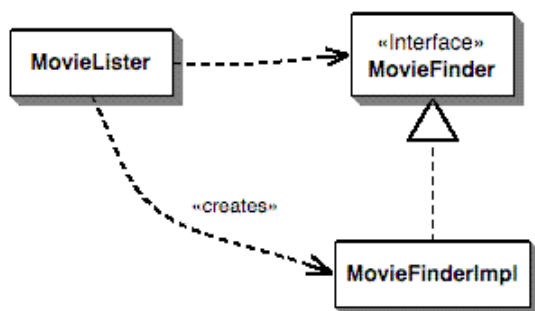 MovieLister
«interface»
MovieFinder
«creates»
MovieFinderImpl